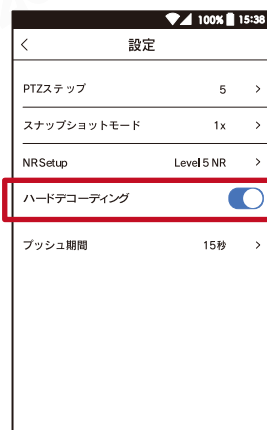 100% 15:38
設定
PTZステップ 5
スナップショットモード 1x
NRSetup Level 5 NR
ハードデコーディング
プッシュ期間 15秒